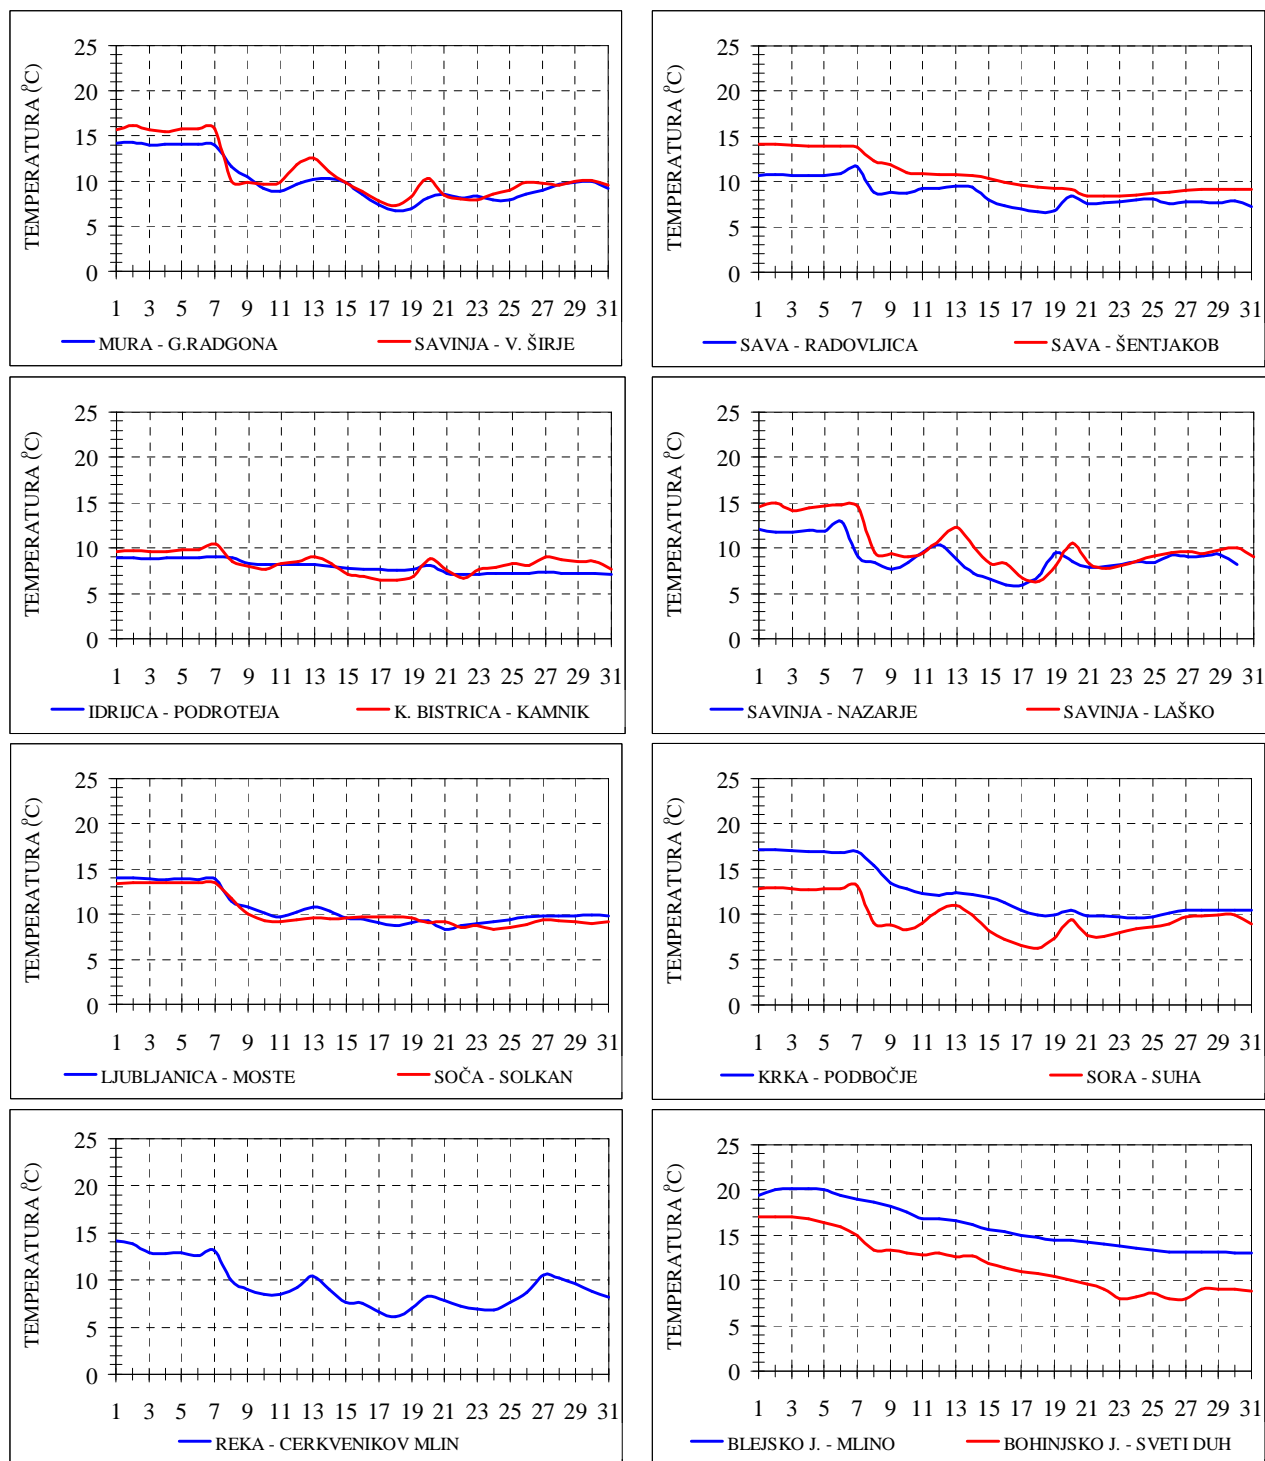 TEMPERATURA (°C)
25
20
15
10
5
0
1 3 5 7 9 11 13 15 17 19 21 23 25 27 29 31
MURA - G.RADGONA SAVINJA - V. ŠIRJE
TEMPERATURA (°C)
25
20
15
10
5
0
1 3 5 7 9 11 13 15 17 19 21 23 25 27 29 31
SAVA - RADOVLJICA SAVA - ŠENTJAKOB
TEMPERATURA (°C)
25
20
15
10
5
0
1 3 5 7 9 11 13 15 17 19 21 23 25 27 29 31
IDRIJCA - PODROTEJA K. BISTRICA - KAMNIK
TEMPERATURA (°C)
25
20
15
10
5
0
1 3 5 7 9 11 13 15 17 19 21 23 25 27 29 31
SAVINJA - NAZARJE SAVINJA - LAŠKO
TEMPERATURA (°C)
25
20
15
10
5
0
1 3 5 7 9 11 13 15 17 19 21 23 25 27 29 31
LJUBLJANICA - MOSTE SOČA - SOLKAN
TEMPERATURA (°C)
25
20
15
10
5
0
1 3 5 7 9 11 13 15 17 19 21 23 25 27 29 31
KRKA - PODBOČJE SORA - SUHA
TEMPERATURA (°C)
25
20
15
10
5
0
1 3 5 7 9 11 13 15 17 19 21 23 25 27 29 31
REKA - CERKVENIKOV MLIN
TEMPERATURA (°C)
25
20
15
10
5
0
1 3 5 7 9 11 13 15 17 19 21 23 25 27 29 31
BLEJSKO J. - MLINO BOHINJSKO J. - SVETI DUH